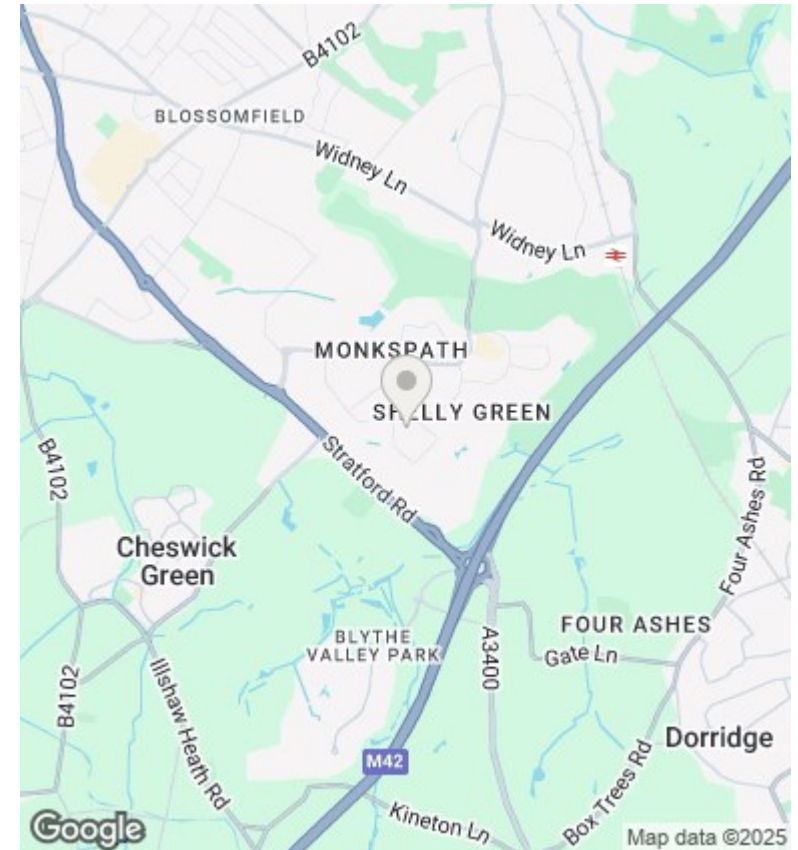 B4102
BLOSSOMFIELD
Widney Ln
Widney Ln
MONKSPATH
SHELLY GREEN
Stratford Rd
B4102
Four Ashes Rd
Cheswick
Green
FOUR ASHES
BLYTHE
VALLEY PARK
Gate Ln
A3400
B4102
Illshaw Heath Rd
Dorridge
M42
Box Trees Rd
Kineton Ln
Google
Map data ©2025